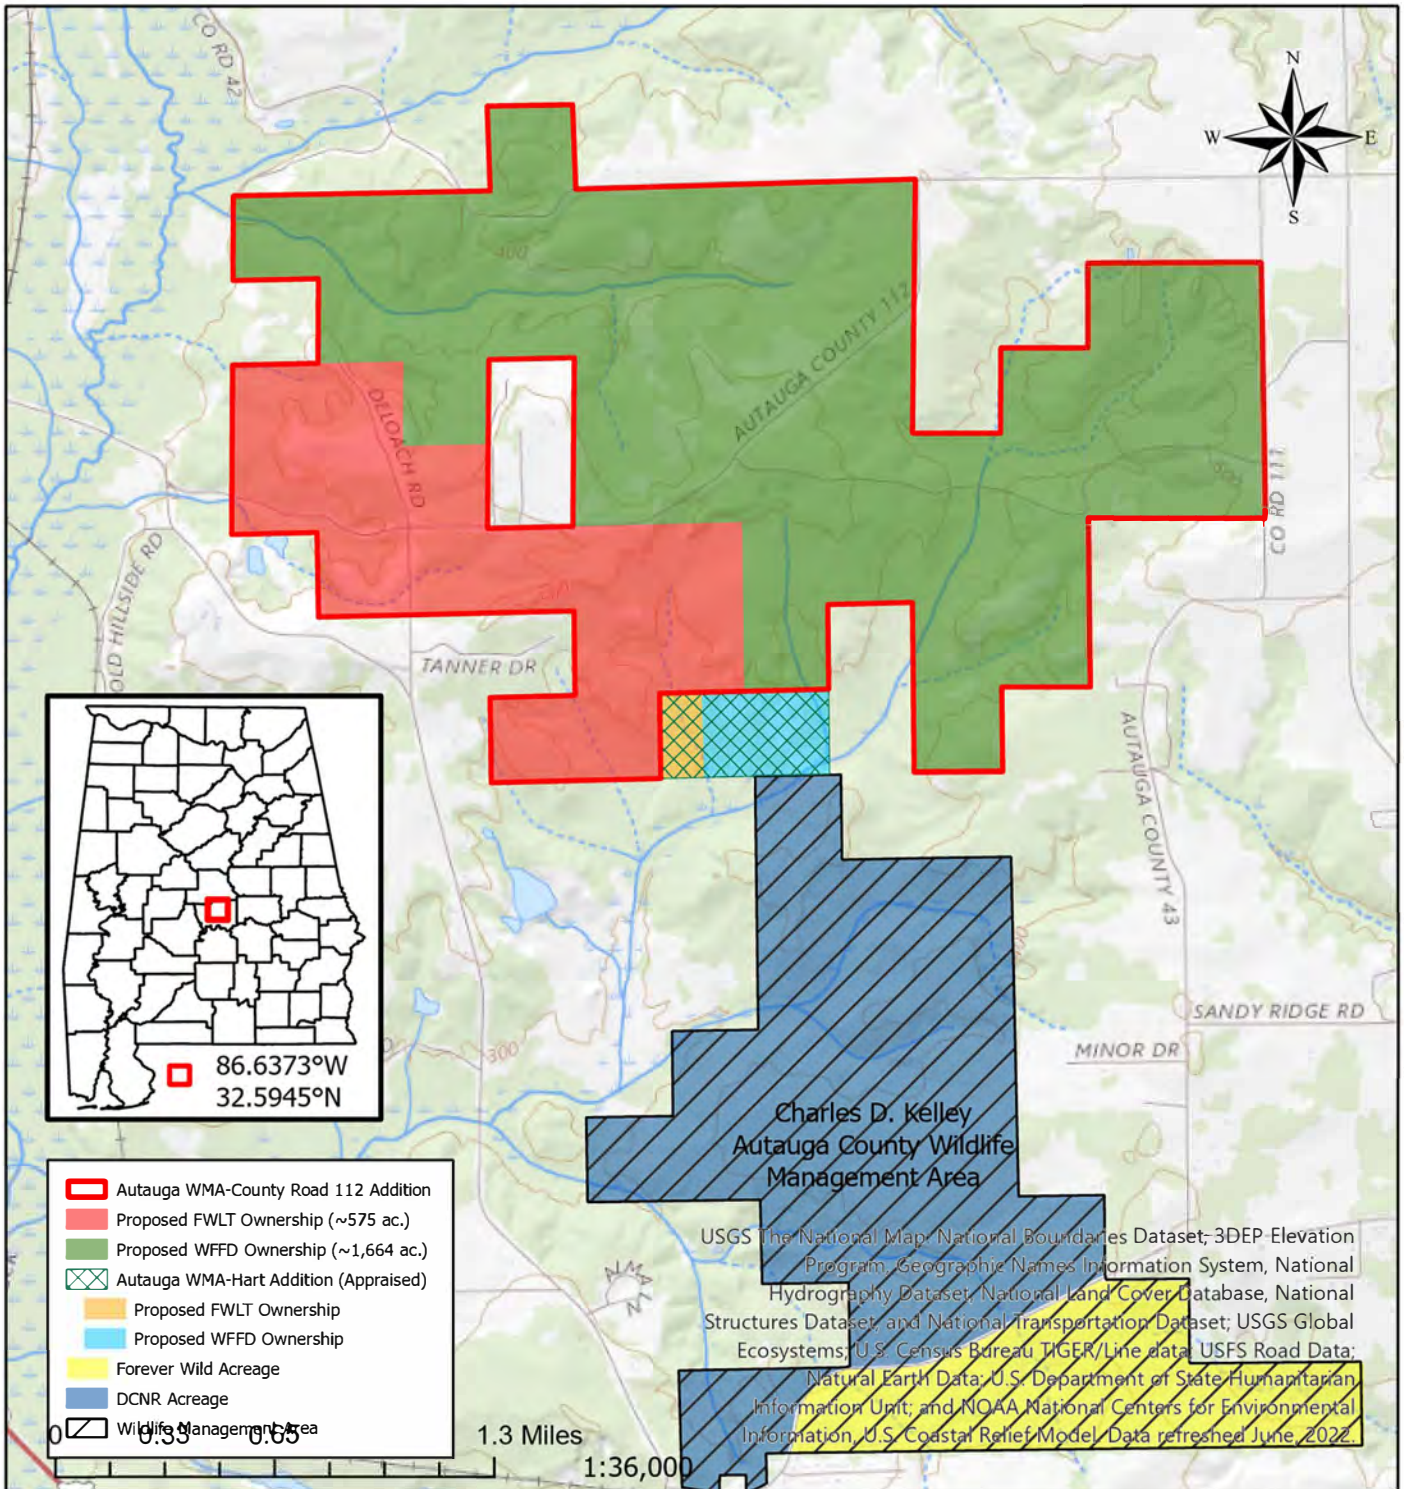 CO RD 42
N
W
E
S
400
AUTAUGA COUNTY 112
DELOACH RD
CO RD 111
OLD HILLSIDE RD
TANNER DR
AUTAUGA COUNTY 43
SANDY RIDGE RD
MINOR DR
300
86.6373°W
32.5945°N
Charles D. Kelley
Autauga County Wildlife
Management Area
Autauga WMA-County Road 112 Addition
Proposed FWLT Ownership (~575 ac.)
Proposed WFFD Ownership (~1,664 ac.)
Autauga WMA-Hart Addition (Appraised)
Proposed FWLT Ownership
Proposed WFFD Ownership
Forever Wild Acreage
DCNR Acreage
Wildlife Management Area
0 0.33 0.65 1.3 Miles
1:36,000
USGS The National Map: National Boundaries Dataset, 3DEP Elevation
Program, Geographic Names Information System, National
Hydrography Dataset, National Land Cover Database, National
Structures Dataset, and National Transportation Dataset; USGS Global
Ecosystems; U.S. Census Bureau TIGER/Line data; USFS Road Data;
Natural Earth Data; U.S. Department of State Humanitarian
Information Unit; and NOAA National Centers for Environmental
Information, U.S. Coastal Relief Model. Data refreshed June, 2022.